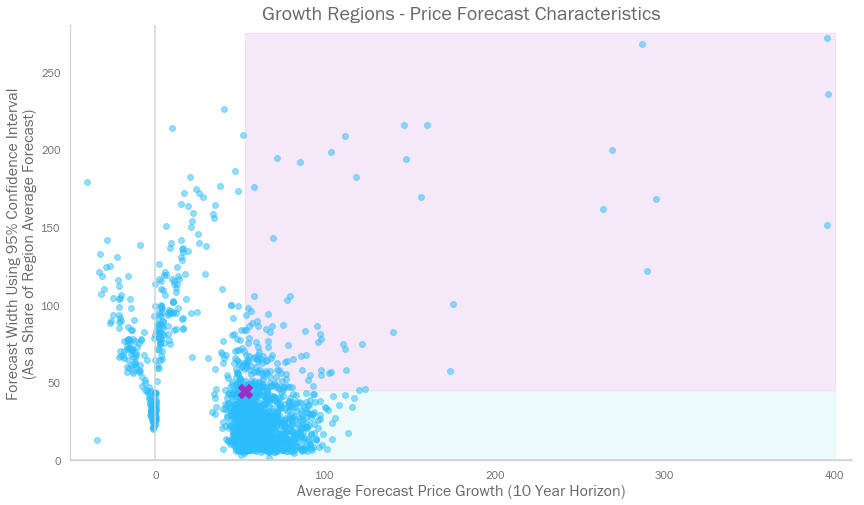 Growth Regions - Price Forecast Characteristics
Forecast Width Using 95% Confidence Interval
(As a Share of Region Average Forecast)
250
200
150
100
50
0
0
100
200
300
400
Average Forecast Price Growth (10 Year Horizon)